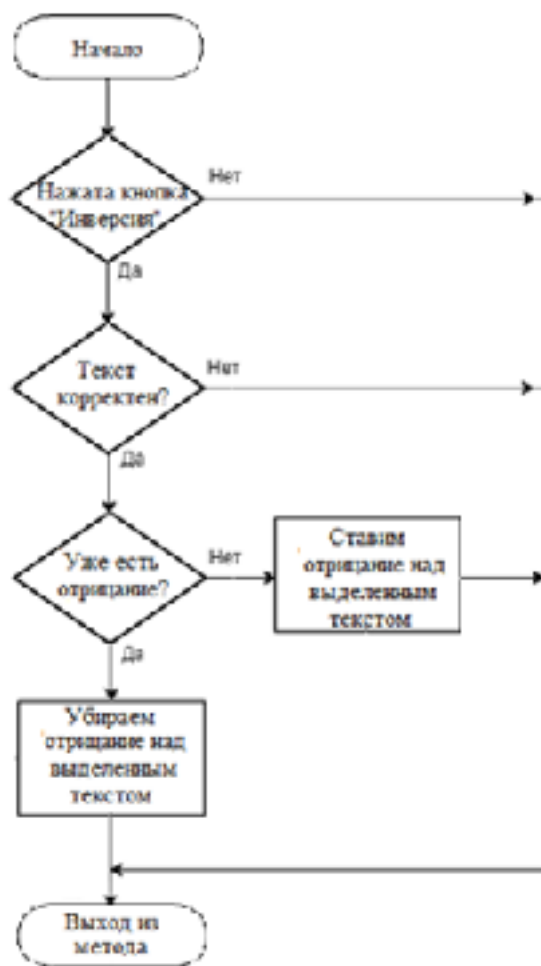 Начало
Нажата кнопка
"Инверсия"
Нет
Да
Текст
корректен?
Нет
Да
Уже есть
отрицание?
Нет
Ставим
отрицание над
выделенным
текстом
Да
Убираем
отрицание над
выделенным
текстом
Выход из
метода